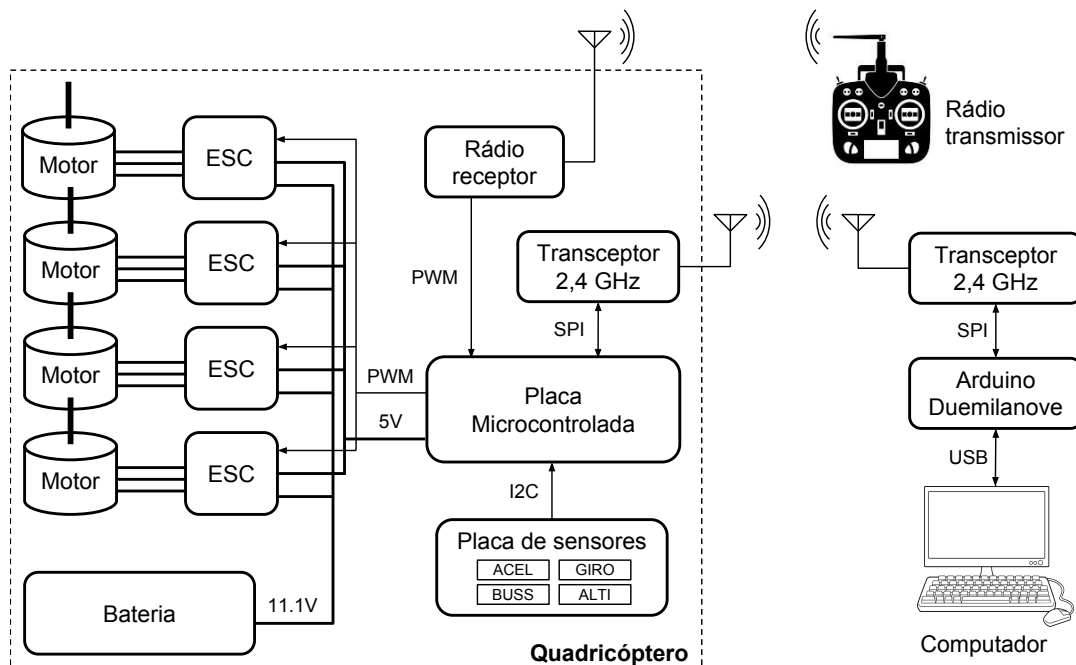 Rádio
transmissor
Motor
ESC
Rádio
receptor
Motor
ESC
PWM
Transceptor
2,4 GHz
Transceptor
2,4 GHz
SPI
SPI
Motor
ESC
PWM
5V
Placa
Microcontrolada
Arduino
Duemilanove
USB
Motor
ESC
I2C
Placa de sensores
ACEL
GIRO
BUSS
ALTI
Bateria
11.1V
Quadricóptero
Computador